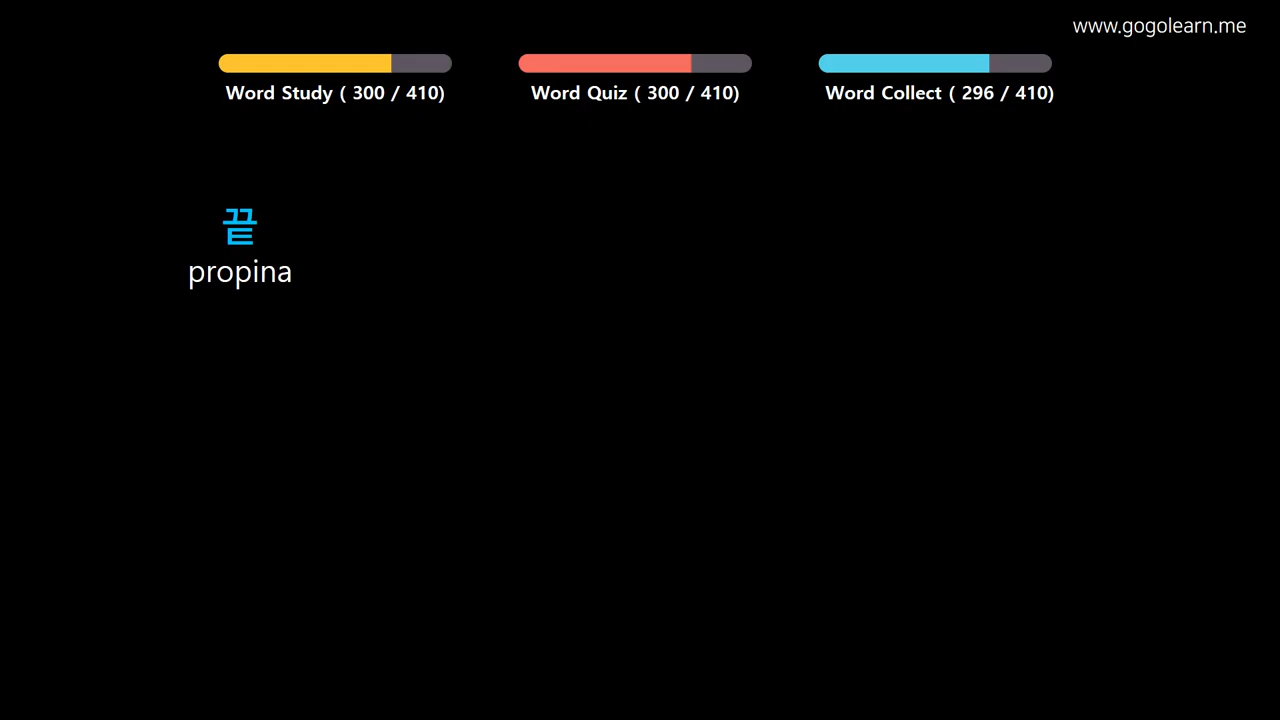 www.gogolearn.me
Word Study ( 300 / 410)
Word Quiz ( 300 / 410)
Word Collect ( 296 / 410)
끝
propina